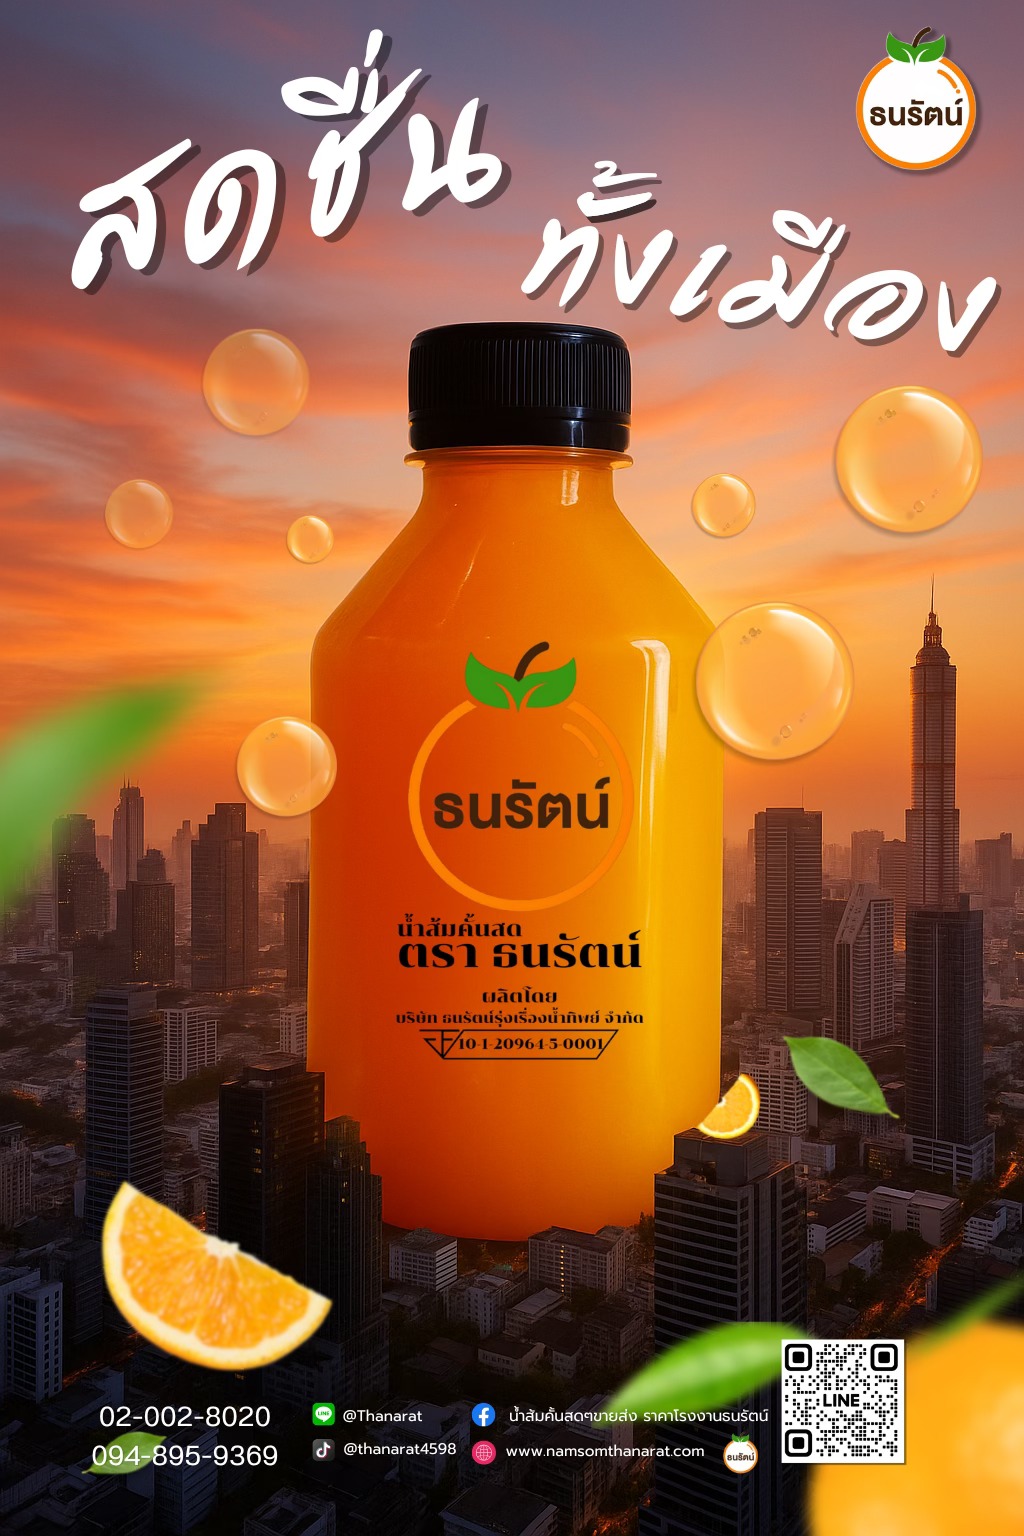 สดชื่น
ทั้งเมือง
ธนรัตน์
ธนรัตน์
น้ำส้มคั้นสด
ตรา ธนรัตน์
ผลิตโดย
บริษัท ธนรัตน์รุ่งเรื่องน้ำทิพย์ จำกัด
10-1-20964-5-0001
02-002-8020
094-895-9369
LINE @Thanarat
@thanarat4598
น้ำส้มคั้นสดๆขายส่ง ราคาโรงงานธนรัตน์
www.namsomthanarat.com
ธนรัตน์
LINE